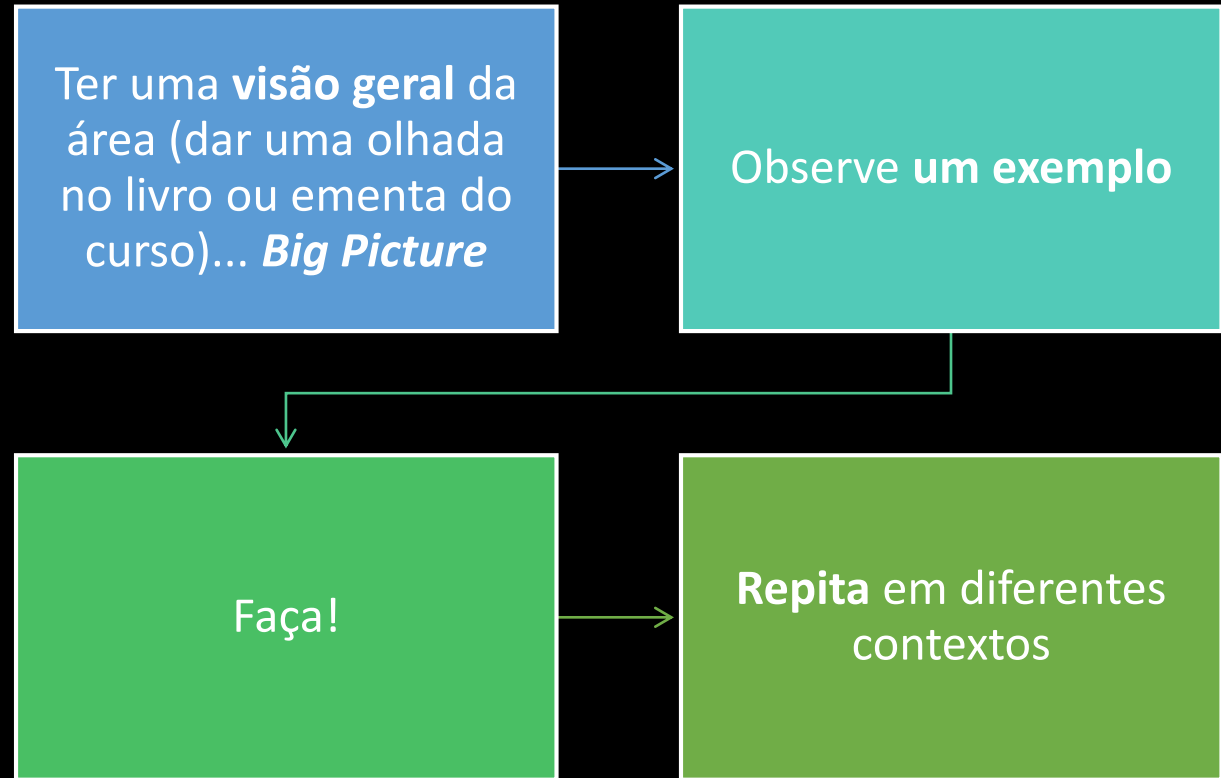 Ter uma visão geral da
área (dar uma olhada
no livro ou ementa do
curso)... Big Picture
Observe um exemplo
Faça!
Repita em diferentes
contextos